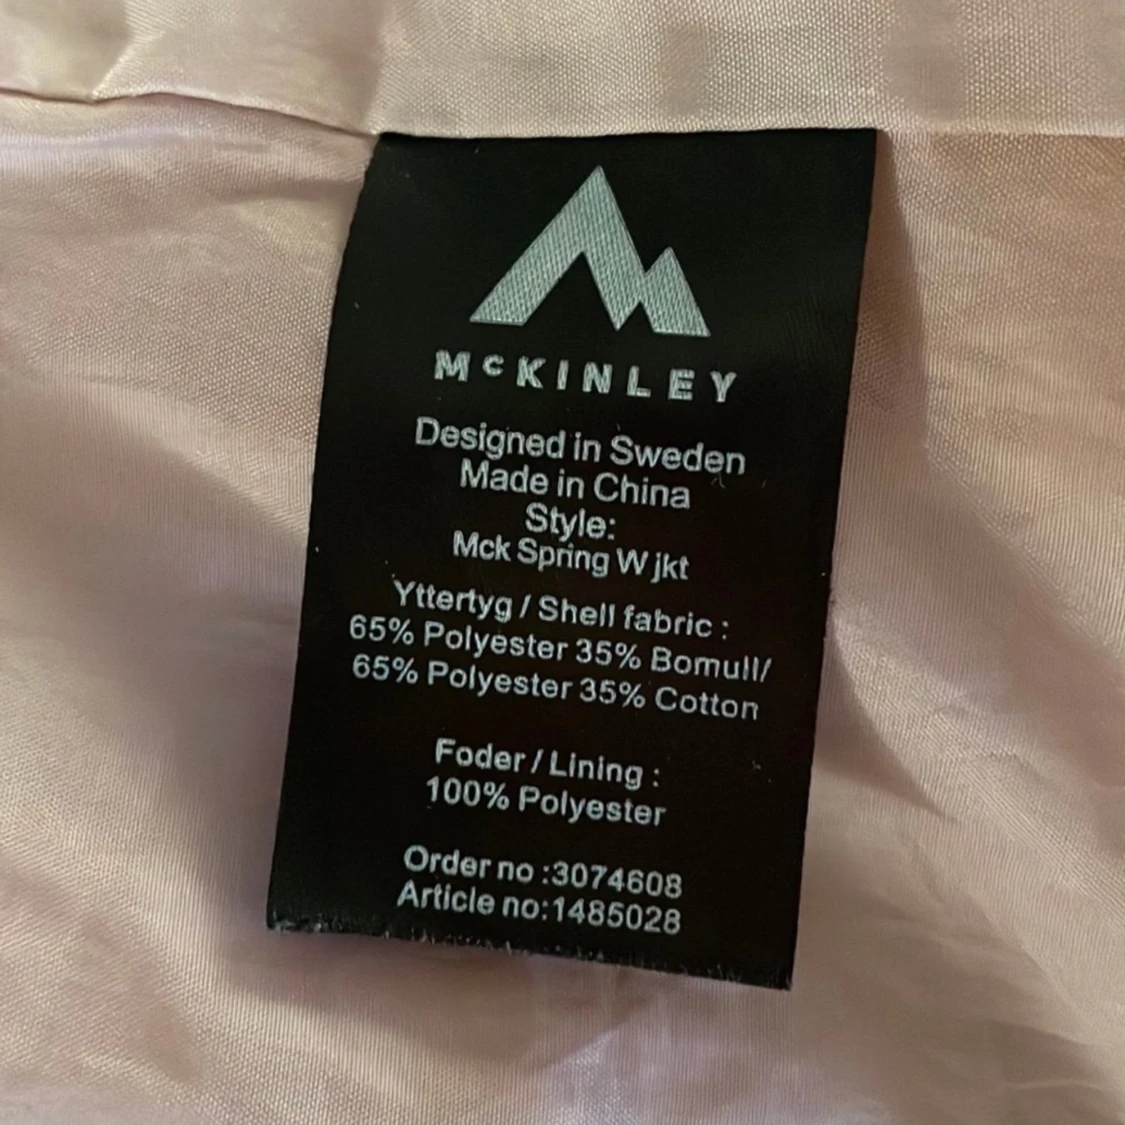 McKINLEY
Designed in Sweden
Made in China
Style:
Mck Spring W jkt
Yttertyg / Shell fabric :
65% Polyester 35% Bomull/
65% Polyester 35% Cotton
Foder / Lining :
100% Polyester
Order no :3074608
Article no:1485028